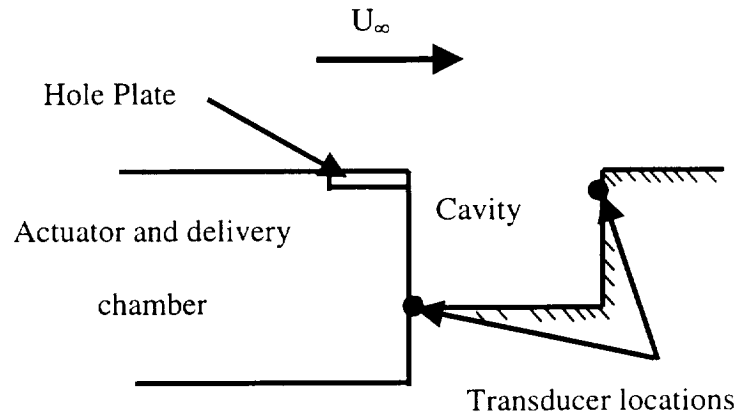 U∞
Hole Plate
Cavity
Actuator and delivery
chamber
Transducer locations